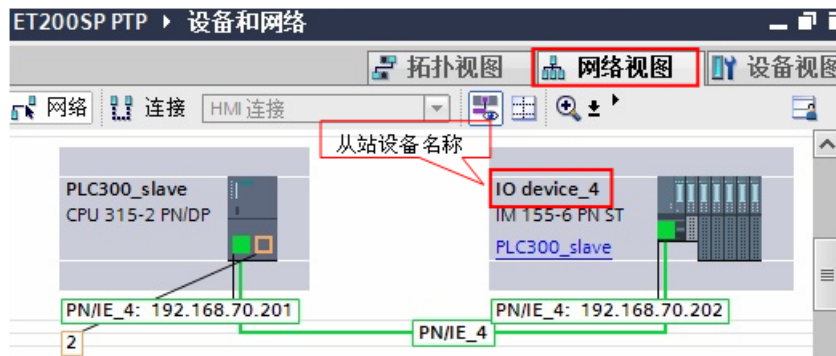 ET200SP PTP ▸ 设备和网络
拓扑视图 网络视图 设备视图
网络 连接 HMI 连接
从站设备名称
PLC300_slave
CPU 315-2 PN/DP
IO device_4
IM 155-6 PN ST
PLC300_slave
PN/IE_4: 192.168.70.201
PN/IE_4: 192.168.70.202
PN/IE_4
2